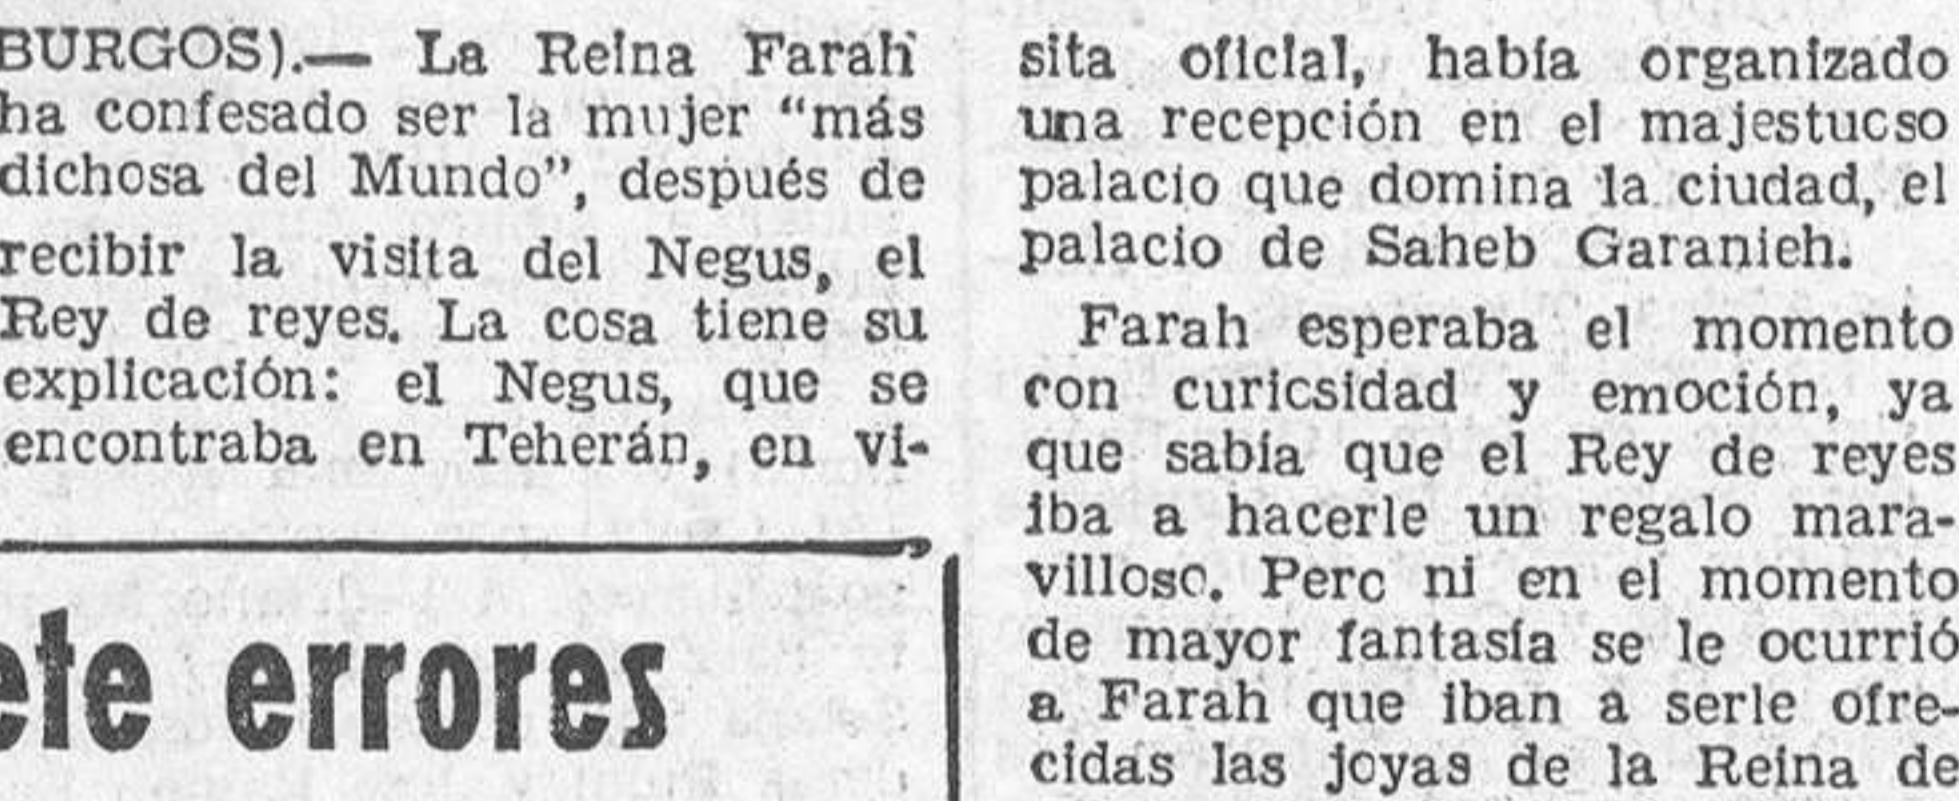 BURGOS).— La Reina Farah
ha confesado ser la mujer “más
dichosa del Mundo”, después de
recibir la visita del Negus, el
Rey de reyes. La cosa tiene su
explicación: el Negus, que se
encontraba en Teherán, en vi-
sita oficial, había organizado
una recepción en el majestucso
palacio que domina la ciudad, el
palacio de Saheb Garanieh.
Farah esperaba el momento
con curicsidad y emoción, ya
que sabía que el Rey de reyes
iba a hacerle un regalo mara-
villoso. Perc ni en el momento
de mayor fantasía se le ocurrió
a Farah que iban a serle ofre-
cidas las joyas de la Reina de
ete errores